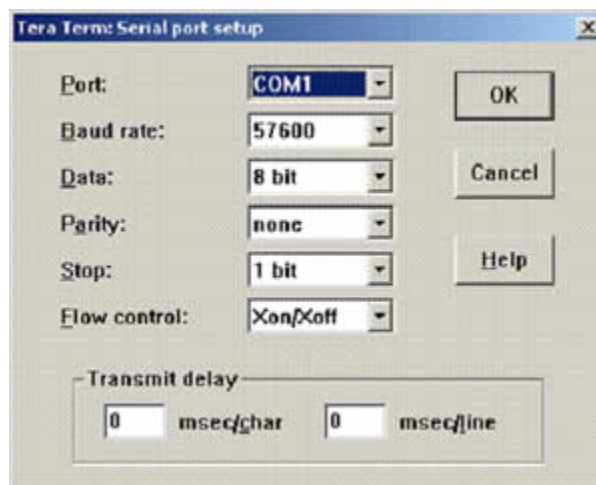 Tera Term: Serial port setup
Port: COM1 OK
Baud rate: 57600
Data: 8 bit Cancel
Parity: none
Stop: 1 bit Help
Flow control: Xon/Xoff
Transmit delay
0 msec/char 0 msec/line